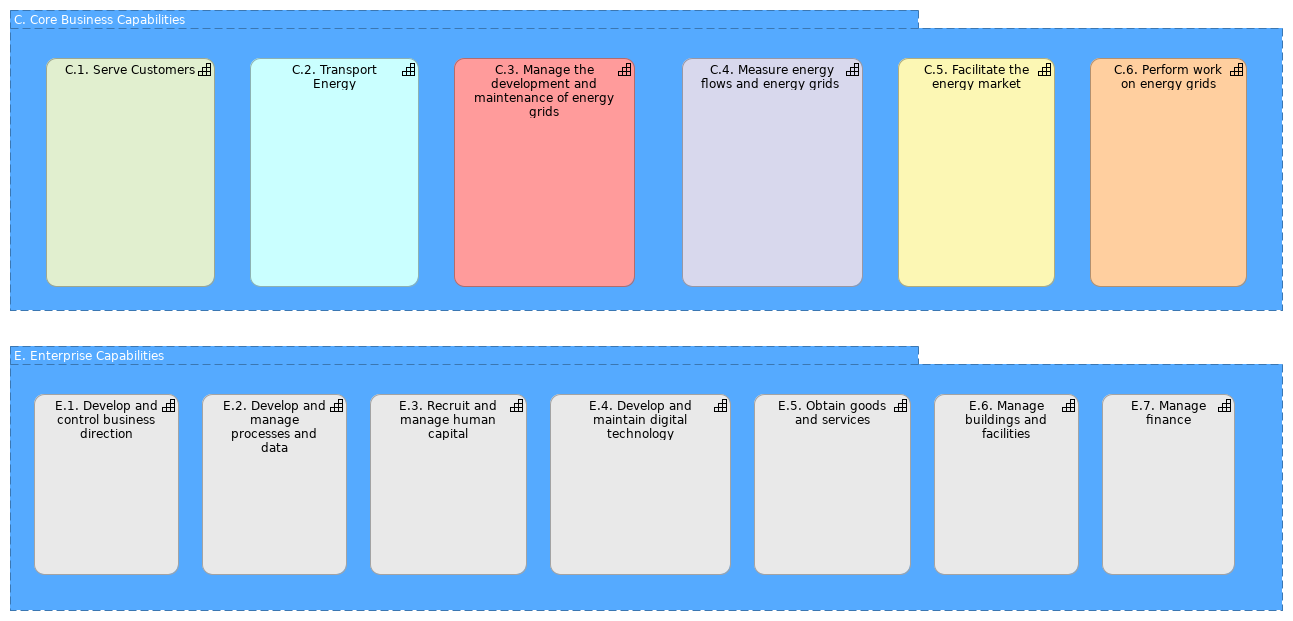 C. Core Business Capabilities
C.1. Serve Customers
C.2. Transport
Energy
C.3. Manage the
development and
maintenance of energy
grids
C.4. Measure energy
flows and energy grids
C.5. Facilitate the
energy market
C.6. Perform work
on energy grids
E. Enterprise Capabilities
E.1. Develop and
control business
direction
E.2. Develop and
manage
processes and
data
E.3. Recruit and
manage human
capital
E.4. Develop and
maintain digital
technology
E.5. Obtain goods
and services
E.6. Manage
buildings and
facilities
E.7. Manage
finance